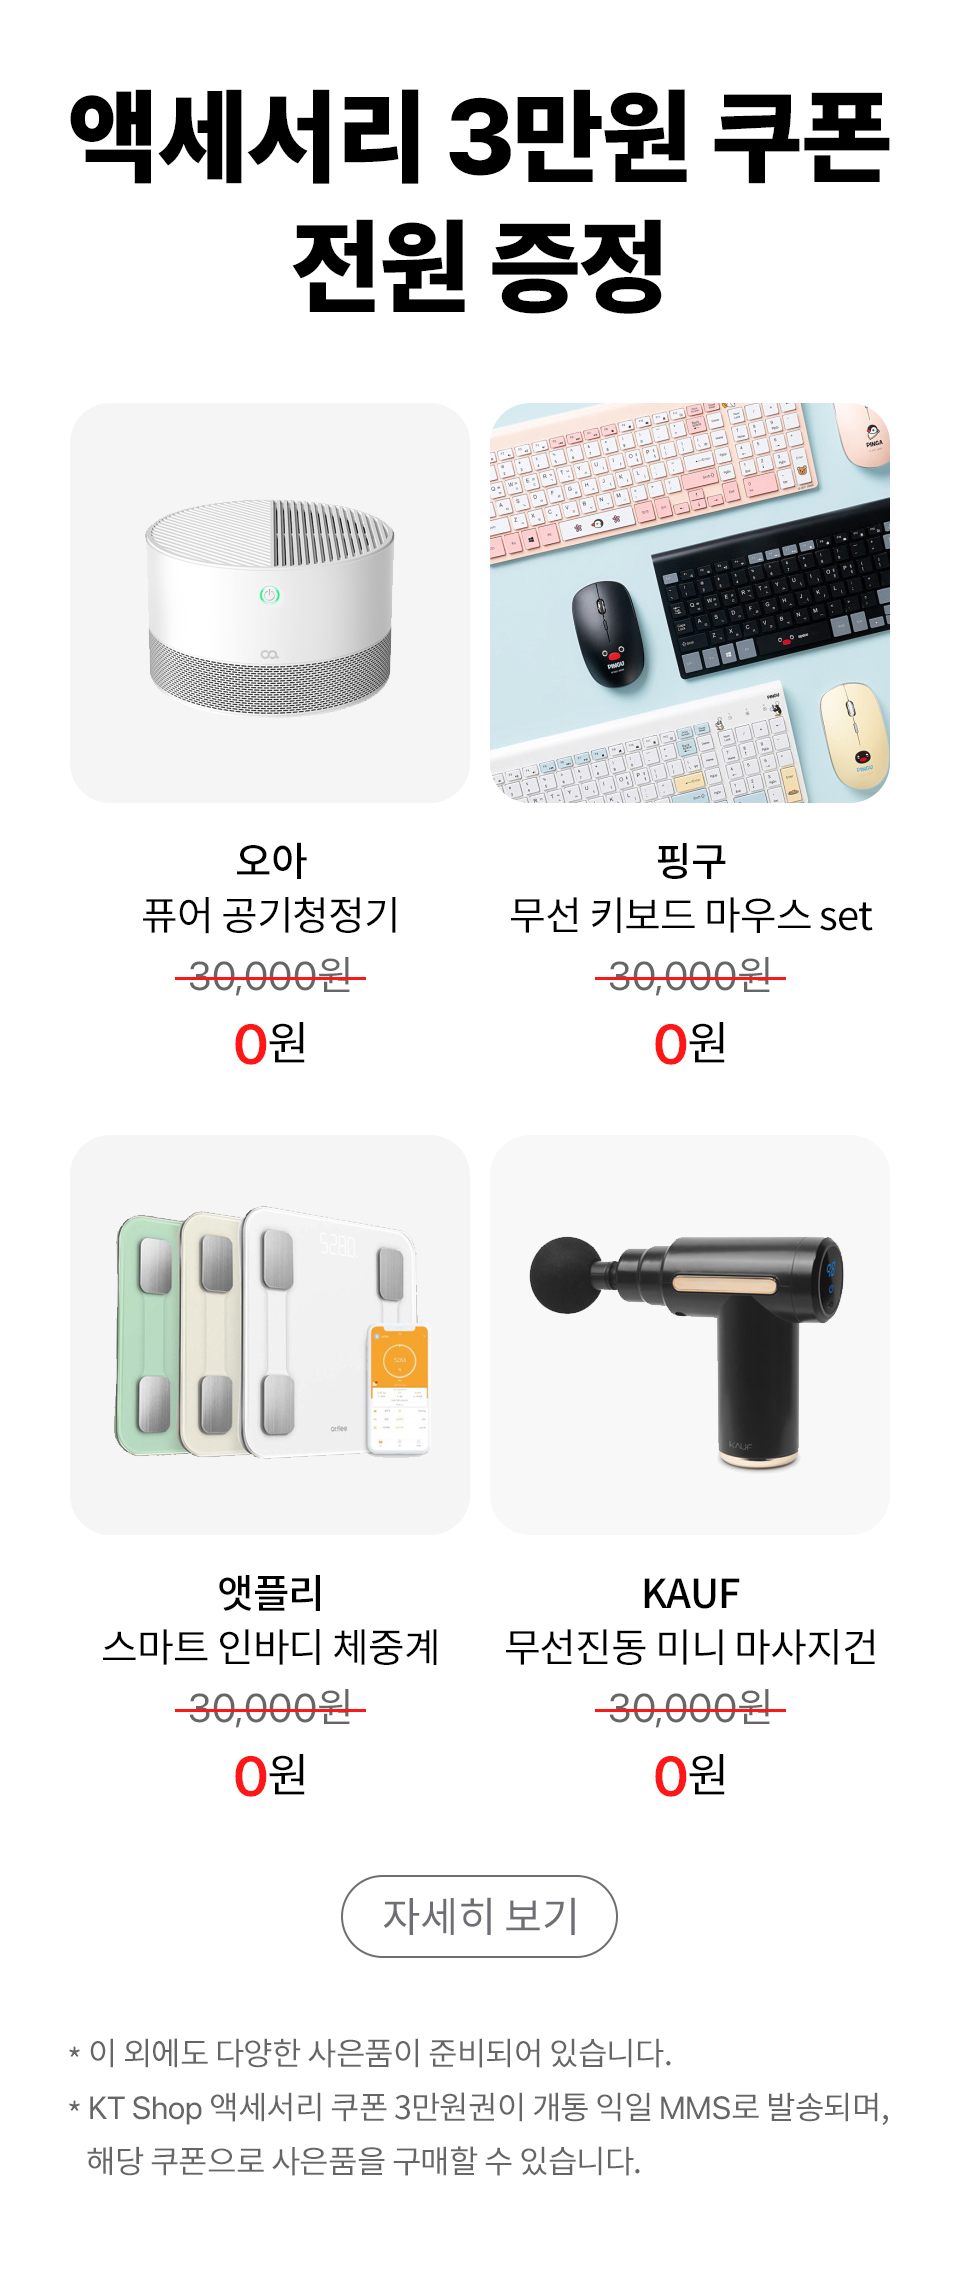 액세서리 3만원 쿠폰
전원 증정
PINGU
PINGU
PINGU
오아
퓨어 공기청정기
30,000원
0원
핑구
무선 키보드 마우스 set
30,000원
0원
atflee
KAUF
앳플리
스마트 인바디 체중계
30,000원
0원
KAUF
무선진동 미니 마사지건
30,000원
0원
자세히 보기
* 이 외에도 다양한 사은품이 준비되어 있습니다.
* KT Shop 액세서리 쿠폰 3만원권이 개통 익일 MMS로 발송되며,
해당 쿠폰으로 사은품을 구매할 수 있습니다.